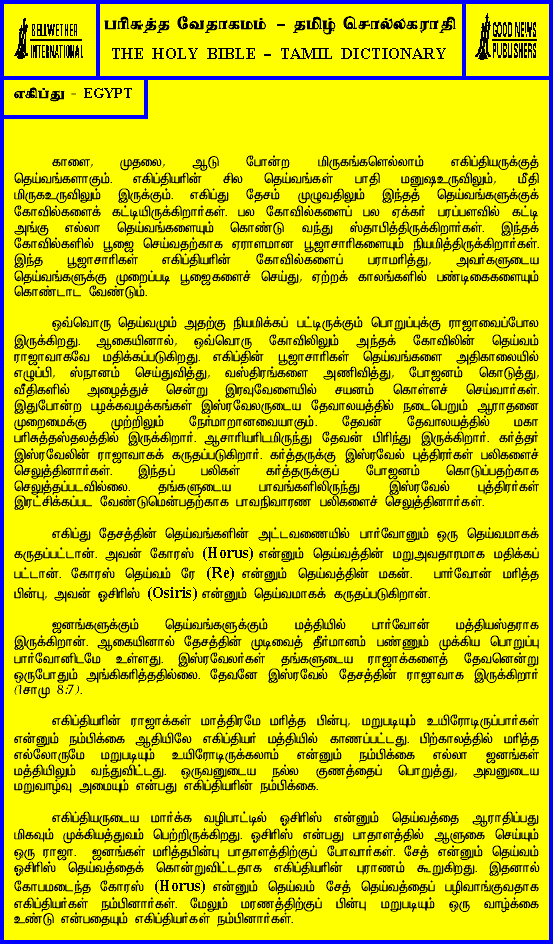 BELLWETHER
INTERNATIONAL
பரிசுத்த வேதாகமம் – தமிழ் சொல்லகராதி
THE HOLY BIBLE – TAMIL DICTIONARY
GOOD NEWS
PUBLISHERS
எகிப்து - EGYPT
காளை, முதலை, ஆடு போன்ற மிருகங்களெல்லாம் எகிப்தியருக்குத்
தெய்வங்களாகும். எகிப்தியரின் சில தெய்வங்கள் பாதி மனுஷஉருவிலும், மீதி
மிருகஉருவிலும் இருக்கும். எகிப்து தேசம் முழுவதிலும் இந்தத் தெய்வங்களுக்குக்
கோவில்களைக் கட்டியிருக்கிறார்கள். பல கோவில்களைப் பல ஏக்கர் பரப்பளவில் கட்டி
அங்கு எல்லா தெய்வங்களையும் கொண்டு வந்து ஸ்தாபித்திருக்கிறார்கள். இந்தக்
கோவில்களில் பூஜை செய்வதற்காக ஏராளமான பூஜாசாரிகளையும் நியமித்திருக்கிறார்கள்.
இந்த பூஜாசாரிகள் எகிப்தியரின் கோவில்களைப் பராமரித்து, அவர்களுடைய
தெய்வங்களுக்கு முறைப்படி பூஜைகளைச் செய்து, ஏற்றக் காலங்களில் பண்டிகைகளையும்
கொண்டாட வேண்டும்.
ஒவ்வொரு தெய்வமும் அதற்கு நியமிக்கப் பட்டிருக்கும் பொறுப்புக்கு ராஜாவைப்போல
இருக்கிறது. ஆகையினால், ஒவ்வொரு கோவிலிலும் அந்தக் கோவிலின் தெய்வம்
ராஜாவாகவே மதிக்கப்படுகிறது. எகிப்தின் பூஜாசாரிகள் தெய்வங்களை அதிகாலையில்
எழுப்பி, ஸ்நானம் செய்துவித்து, வஸ்திரங்களை அணிவித்து, போஜனம் கொடுத்து,
வீதிகளில் அழைத்துச் சென்று இரவுவேளையில் சயனம் கொள்ளச் செய்வார்கள்.
இதுபோன்ற பழக்கவழக்கங்கள் இஸ்ரவேலருடைய தேவாலயத்தில் நடைபெறும் ஆராதனை
முறைமைக்கு முற்றிலும் நேர்மாறானவையாகும். தேவன் தேவாலயத்தில் மகா
பரிசுத்தஸ்தலத்தில் இருக்கிறார். ஆசாரியரிடமிருந்து தேவன் பிரிந்து இருக்கிறார். கர்த்தர்
இஸ்ரவேலின் ராஜாவாகக் கருதப்படுகிறார். கர்த்தருக்கு இஸ்ரவேல் புத்திரர்கள் பலிகளைச்
செலுத்தினார்கள். இந்தப் பலிகள் கர்த்தருக்குப் போஜனம் கொடுப்பதற்காக
செலுத்தப்படவில்லை. தங்களுடைய பாவங்களிலிருந்து இஸ்ரவேல் புத்திரர்கள்
இரட்சிக்கப்பட வேண்டுமென்பதற்காக பாவநிவாரண பலிகளைச் செலுத்தினார்கள்.
எகிப்து தேசத்தின் தெய்வங்களின் அட்டவணையில் பார்வோனும் ஒரு தெய்வமாகக்
கருதப்பட்டான். அவன் கோரஸ் (Horus) என்னும் தெய்வத்தின் மறுஅவதாரமாக மதிக்கப்
பட்டான். கோரஸ் தெய்வம் ரே (Re) என்னும் தெய்வத்தின் மகன். பார்வோன் மரித்த
பின்பு, அவன் ஓசிரிஸ் (Osiris) என்னும் தெய்வமாகக் கருதப்படுகிறான்.
ஜனங்களுக்கும் தெய்வங்களுக்கும் மத்தியில் பார்வோன் மத்தியஸ்தராக
இருக்கிறான். ஆகையினால் தேசத்தின் முடிவைத் தீர்மானம் பண்ணும் முக்கிய பொறுப்பு
பார்வோனிடமே உள்ளது. இஸ்ரவேலர்கள் தங்களுடைய ராஜாக்களைத் தேவனென்று
ஒருபோதும் அங்கிகரித்ததில்லை. தேவனே இஸ்ரவேல் தேசத்தின் ராஜாவாக இருக்கிறார்
(1சாமு 8:7).
எகிப்தியரின் ராஜாக்கள் மாத்திரமே மரித்த பின்பு, மறுபடியும் உயிரோடிருப்பார்கள்
என்னும் நம்பிக்கை ஆதியிலே எகிப்தியர் மத்தியில் காணப்பட்டது. பிற்காலத்தில் மரித்த
எல்லோருமே மறுபடியும் உயிரோடிருக்கலாம் என்னும் நம்பிக்கை எல்லா ஜனங்கள்
மத்தியிலும் வந்துவிட்டது. ஒருவனுடைய நல்ல குணத்தைப் பொறுத்து, அவனுடைய
மறுவாழ்வு அமையும் என்பது எகிப்தியரின் நம்பிக்கை.
எகிப்தியருடைய மார்க்க வழிபாட்டில் ஓசிரிஸ் என்னும் தெய்வத்தை ஆராதிப்பது
மிகவும் முக்கியத்துவம் பெற்றிருக்கிறது. ஓசிரிஸ் என்பது பாதாளத்தில் ஆளுகை செய்யும்
ஒரு ராஜா. ஜனங்கள் மரித்தபின்பு பாதாளத்திற்குப் போவார்கள். சேத் என்னும் தெய்வம்
ஓசிரிஸ் தெய்வத்தைக் கொன்றுவிட்டதாக எகிப்தியரின் புராணம் கூறுகிறது. இதனால்
கோபமடைந்த கோரஸ் (Horus) என்னும் தெய்வம் சேத் தெய்வத்தைப் பழிவாங்குவதாக
எகிப்தியர்கள் நம்பினார்கள். மேலும் மரணத்திற்குப் பின்பு மறுபடியும் ஒரு வாழ்க்கை
உண்டு என்பதையும் எகிப்தியர்கள் நம்பினார்கள்.